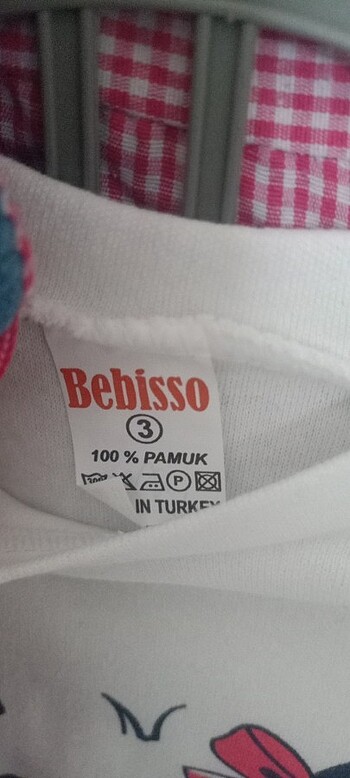 Bebisso
3
100 % PAMUK
P
IN TURKEY